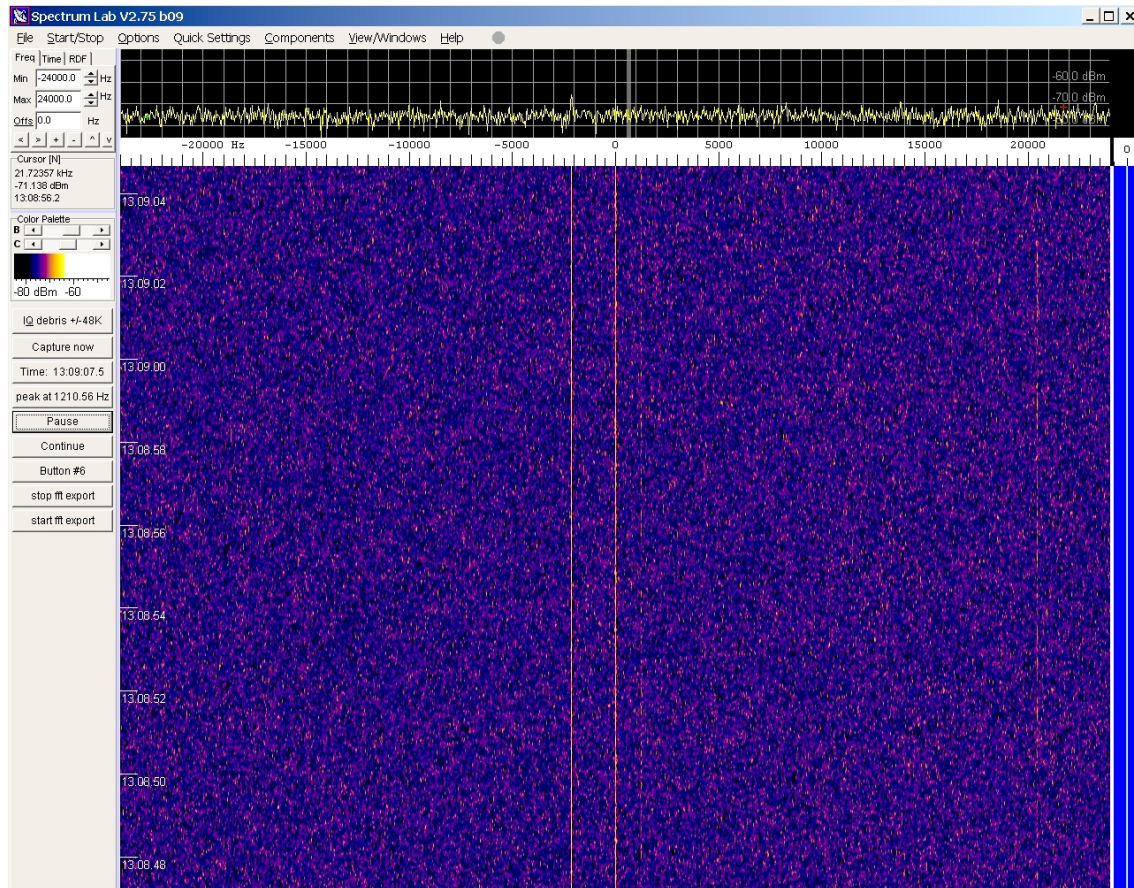 Spectrum Lab V2.75 b09
File Start/Stop Options Quick Settings Components View/Windows Help
Freq Time RDF
Min -24000.0 Hz
Max 24000.0 Hz
Offs 0.0 Hz
< > + - ^ v
Cursor [N]
21.72357 kHz
-71.138 dBm
13:08:56.2
Color Palette
B
C
-80 dBm -60
IQ debris +/-48K
Capture now
Time: 13:09:07.5
peak at 1210.56 Hz
Pause
Continue
Button #6
stop fft export
start fft export
-60.0 dBm
-70.0 dBm
-20000 Hz -15000 -10000 -5000 0 5000 10000 15000 20000 0
13.09.04
13.09.02
13.09.00
13.08.58
13.08.56
13.08.54
13.08.52
13.08.50
13.08.48